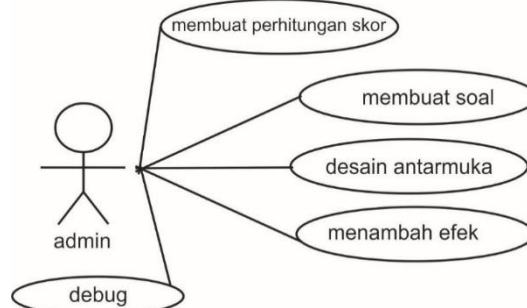 membuat perhitungan skor
membuat soal
desain antarmuka
menambah efek
admin
debug